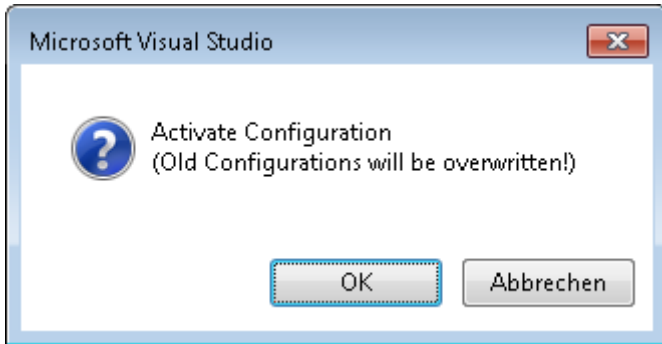 Microsoft Visual Studio
Activate Configuration
(Old Configurations will be overwritten!)
OK
Abbrechen